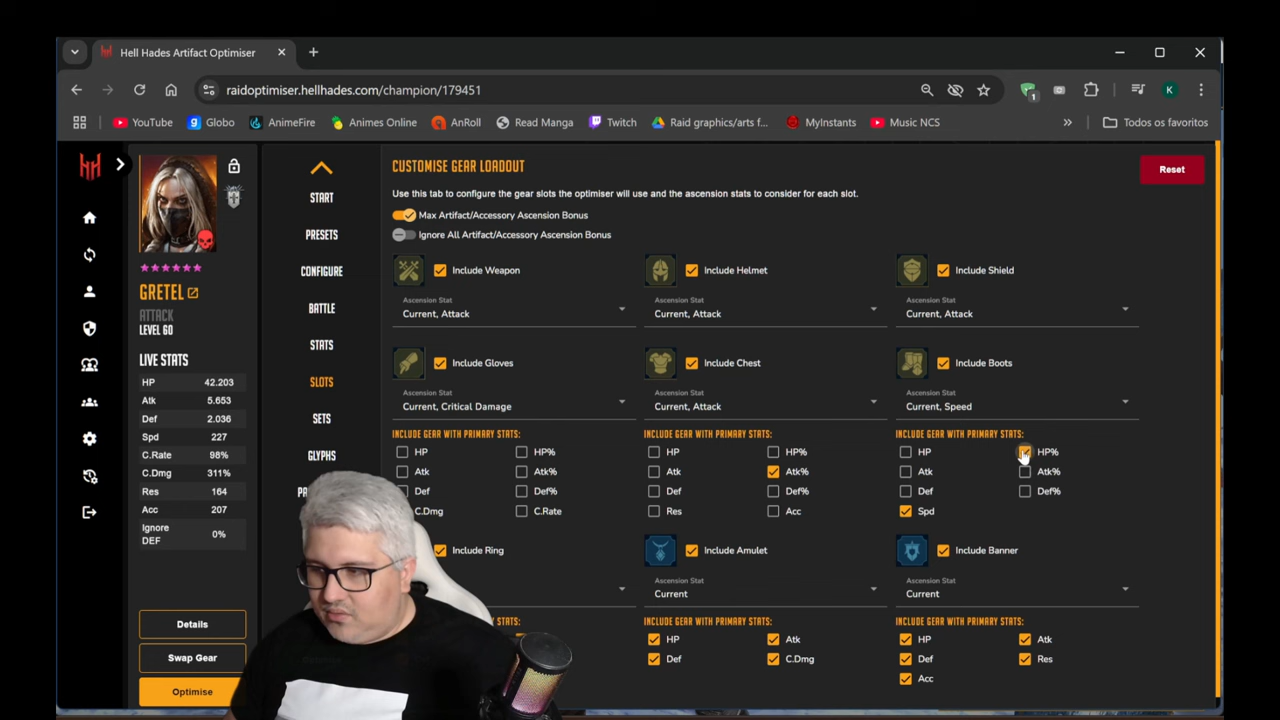 Hell Hades Artifact Optimiser
raidoptimiser.hellhades.com/champion/179451
1
K
YouTube
Globo
AnimeFire
Animes Online
AnRoll
Read Manga
Twitch
Raid graphics/arts f...
MyInstants
Music NCS
Todos os favoritos
GRETEL
ATTACK
LEVEL 60
LIVE STATS
HP 42.203
Atk 5.653
Def 2.036
Spd 227
C.Rate 98%
C.Dmg 311%
Res 164
Acc 207
Ignore DEF 0%
Details
Swap Gear
Optimise
START
PRESETS
CONFIGURE
BATTLE
STATS
SLOTS
SETS
GLYPHS
CUSTOMISE GEAR LOADOUT
Reset
Use this tab to configure the gear slots the optimiser will use and the ascension stats to consider for each slot.
Max Artifact/Accessory Ascension Bonus
Ignore All Artifact/Accessory Ascension Bonus
Include Weapon
Ascension Stat
Current, Attack
Include Helmet
Ascension Stat
Current, Attack
Include Shield
Ascension Stat
Current, Attack
Include Gloves
Ascension Stat
Current, Critical Damage
INCLUDE GEAR WITH PRIMARY STATS:
HP HP%
Atk Atk%
Def Def%
C.Dmg C.Rate
Include Chest
Ascension Stat
Current, Attack
INCLUDE GEAR WITH PRIMARY STATS:
HP HP%
Atk Atk%
Def Def%
Res Acc
Include Boots
Ascension Stat
Current, Speed
INCLUDE GEAR WITH PRIMARY STATS:
HP HP%
Atk Atk%
Def Def%
Spd
Include Ring
STATS:
Include Amulet
Ascension Stat
Current
INCLUDE GEAR WITH PRIMARY STATS:
HP Atk
Def C.Dmg
Include Banner
Ascension Stat
Current
INCLUDE GEAR WITH PRIMARY STATS:
HP Atk
Def Res
Acc